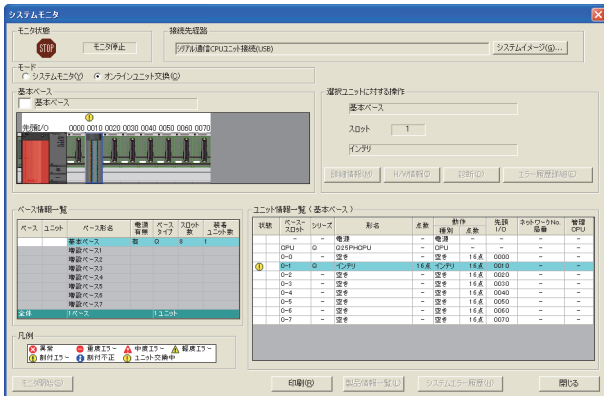 システムモニタ
モニタ状態
STOP
モニタ停止
接続先経路
シリアル通信CPUユニット接続(USB)
システムイメージ(G)...
モード
システムモニタ(Y) オンラインユニット交換(C)
基本ベース
基本ベース
先頭I/O 0000 0010 0020 0030 0040 0050 0060 0070
選択ユニットに対する操作
基本ベース
スロット 1
インテリ
詳細情報(M) H/W情報(I) 診断(D) エラー履歴詳細(E)
ベース情報一覧
ベース ユニット ベース形名 電源有無 ベースタイプ スロット数 装着ユニット数
基本ベース 有 Q 8 1
増設ベース1
増設ベース2
増設ベース3
増設ベース4
増設ベース5
増設ベース6
増設ベース7
全体 1ベース 1ユニット
ユニット情報一覧(基本ベース)
状態 ベース-スロット シリーズ 形名 点数 動作 種別 点数 先頭I/O ネットワークNo.局番 管理CPU
- - 電源 - 電源 - - - -
CPU Q Q25PHCPU - CPU - - - -
0-0 - 空き - 空き 16点 0000 - -
0-1 Q インテリ 16点 インテリ 16点 0010 - -
0-2 - 空き - 空き 16点 0020 - -
0-3 - 空き - 空き 16点 0030 - -
0-4 - 空き - 空き 16点 0040 - -
0-5 - 空き - 空き 16点 0050 - -
0-6 - 空き - 空き 16点 0060 - -
0-7 - 空き - 空き 16点 0070 - -
凡例
異常 重度エラー 中度エラー 軽度エラー
割付エラー 割付不正 ユニット交換中
モニタ開始(S) 印刷(R) 製品情報一覧(L) システムエラー履歴(H) 閉じる